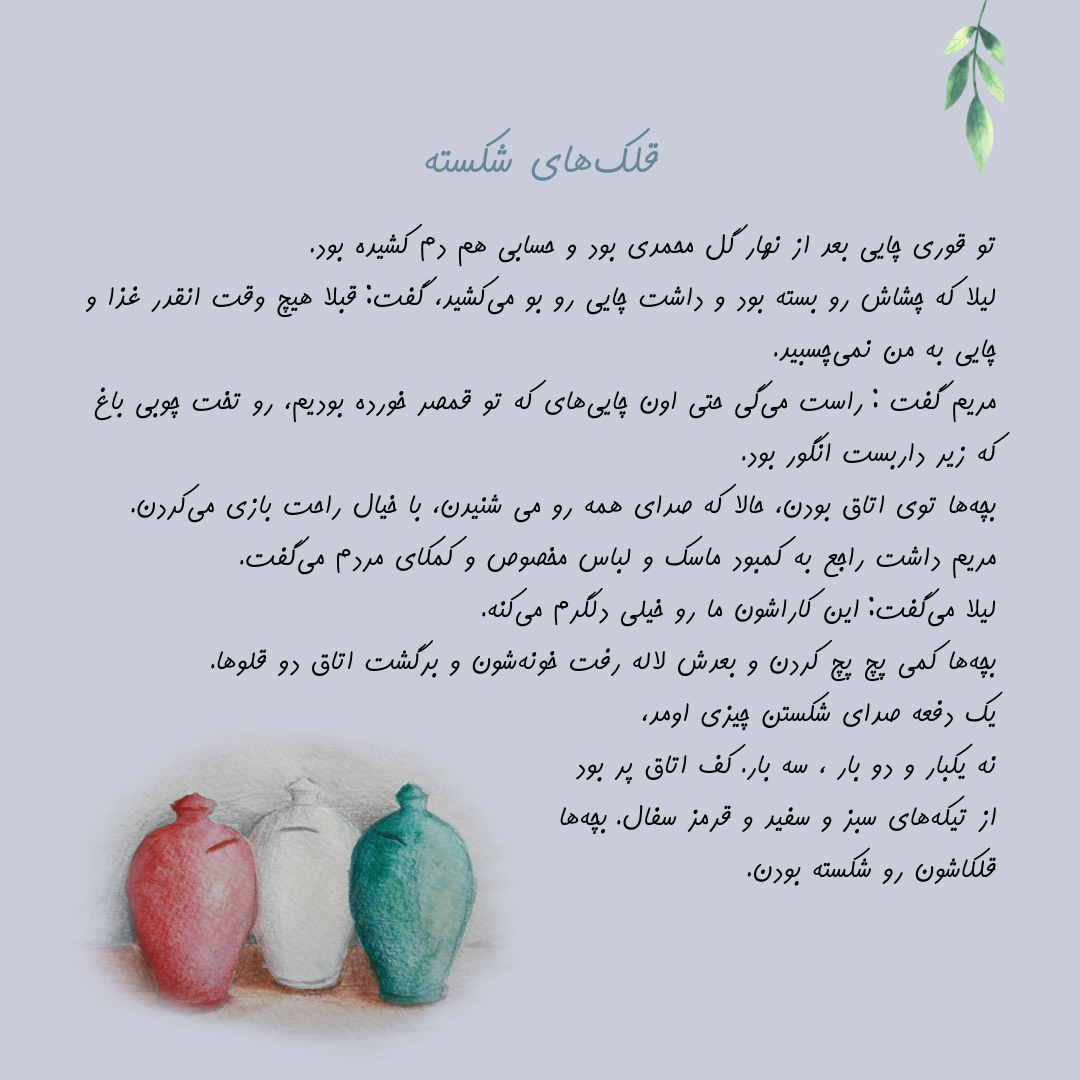 قلک‌های شکسته
تو قوری چایی بعد از نهار گل محمدی بود و حسابی هم دم کشیده بود.
لیلا که چشاش رو بسته بود و داشت چایی رو بو می‌کشید، گفت: قبلا هیچ وقت انقدر غذا و
چایی به من نمی‌چسبید.
مریم گفت : راست می‌گی حتی اون چایی‌های که تو قمصر خورده بودیم، رو تخت چوبی باغ
که زیر داربست انگور بود.
بچه‌ها توی اتاق بودن، حالا که صدای همه رو می شنیدن، با خیال راحت بازی می‌کردن.
مریم داشت راجع به کمبود ماسک و لباس مخصوص و کمکای مردم می‌گفت.
لیلا می‌گفت: این کاراشون ما رو خیلی دلگرم می‌کنه.
بچه‌ها کمی پچ پچ کردن و بعدش لاله رفت خونه‌شون و برگشت اتاق دو قلوها.
یک دفعه صدای شکستن چیزی اومد،
نه یکبار و دو بار ، سه بار. کف اتاق پر بود
از تیکه‌های سبز و سفید و قرمز سفال. بچه‌ها
قلکاشون رو شکسته بودن.